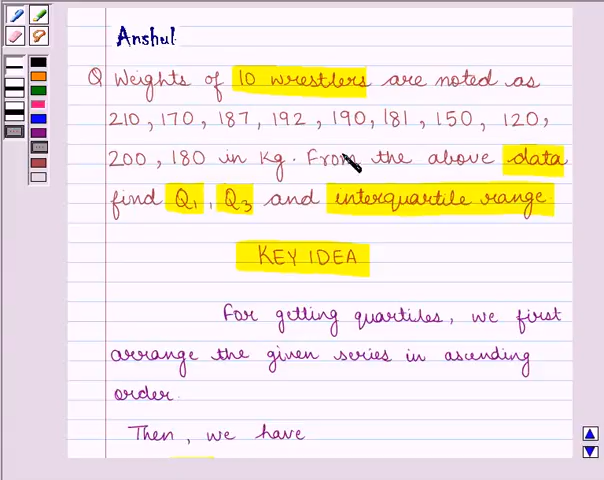 Anshul
Q Weights of 10 wrestlers are noted as
210, 170, 187, 192, 190, 181, 150, 120,
200, 180 in kg. From the above data
find Q₁, Q₃ and interquartile range
KEY IDEA
For getting quartiles, we first
arrange the given series in ascending
order.
Then, we have